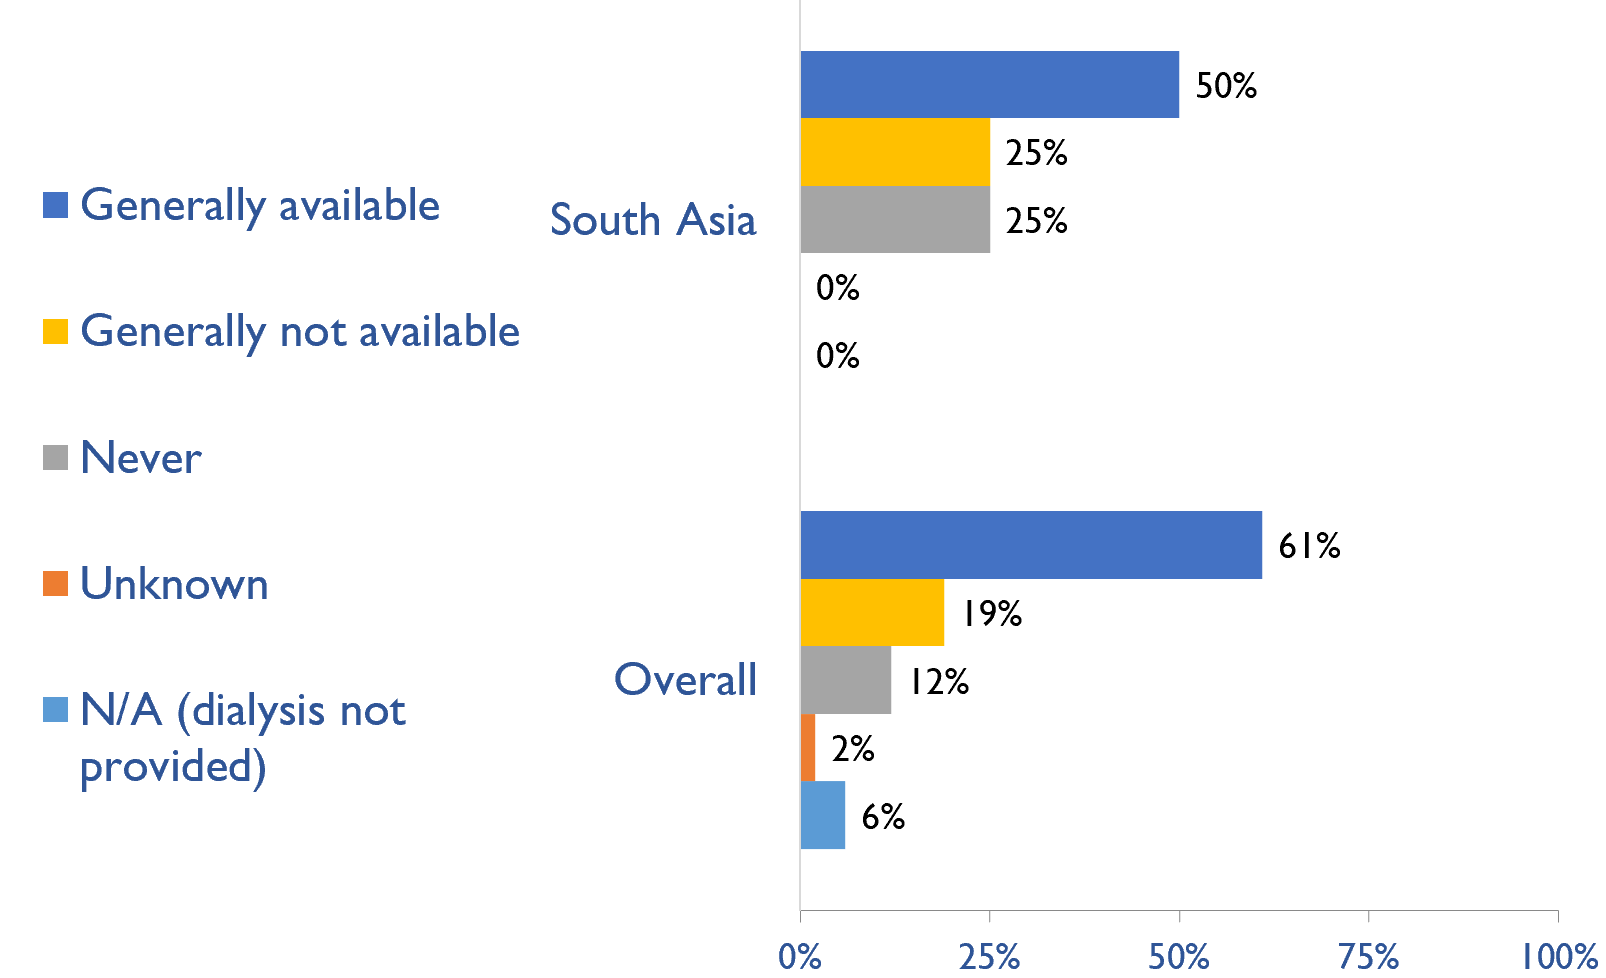 Generally available
Generally not available
Never
Unknown
N/A (dialysis not
provided)
South Asia
50%
25%
25%
0%
0%
Overall
61%
19%
12%
2%
6%
0% 25% 50% 75% 100%